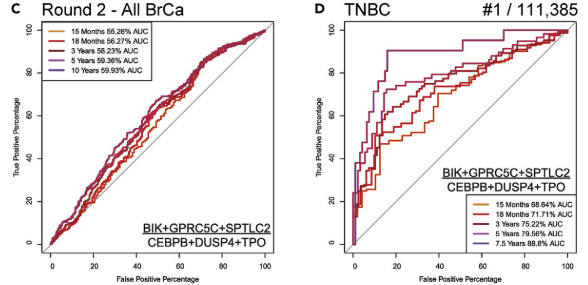 C Round 2 - All BrCa
15 Months 55.26% AUC
18 Months 56.27% AUC
3 Years 58.23% AUC
5 Years 59.36% AUC
10 Years 59.93% AUC
True Positive Percentage
100
80
60
40
20
0
BIK+GPRC5C+SPTLC2
CEBPB+DUSP4+TPO
0 20 40 60 80 100
False Positive Percentage
D TNBC #1 / 111,385
True Positive Percentage
100
80
60
40
20
0
BIK+GPRC5C+SPTLC2
CEBPB+DUSP4+TPO
15 Months 68.64% AUC
18 Months 71.71% AUC
3 Years 75.22% AUC
5 Years 79.56% AUC
7.5 Years 88.8% AUC
0 20 40 60 80 100
False Positive Percentage